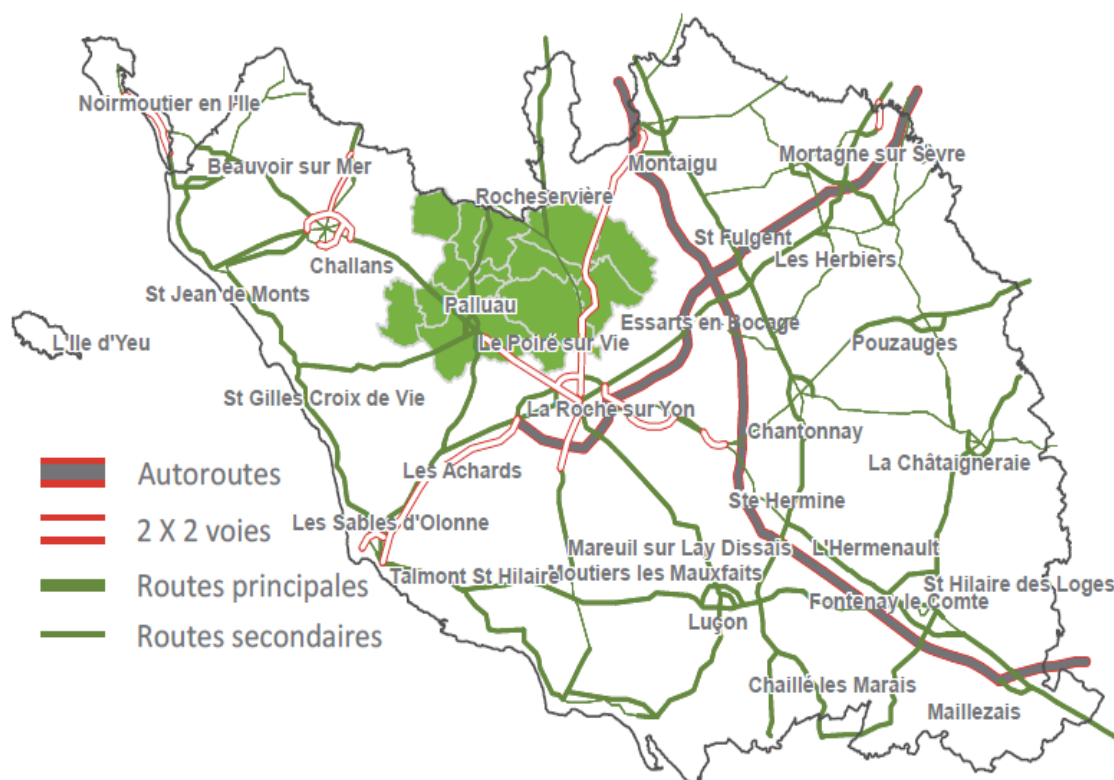 Noirmoutier en l'Ile
Beauvoir sur Mer
Rocheservière
Montaigu
Mortagne sur Sèvre
St Fulgent
Les Herbiers
Challans
St Jean de Monts
Palluau
Essarts en Bocage
L'Ile d'Yeu
Le Poiré sur Vie
Pouzauges
St Gilles Croix de Vie
La Roche sur Yon
Chantonnay
La Châtaigneraie
Les Achards
Ste Hermine
Les Sables d'Olonne
Mareuil sur Lay Dissais
L'Hermenault
Talmont St Hilaire
Moutiers les Mauxfaits
St Hilaire des Loges
Fontenay le Comte
Luçon
Chaillé les Marais
Maillezais
Autoroutes
2 X 2 voies
Routes principales
Routes secondaires